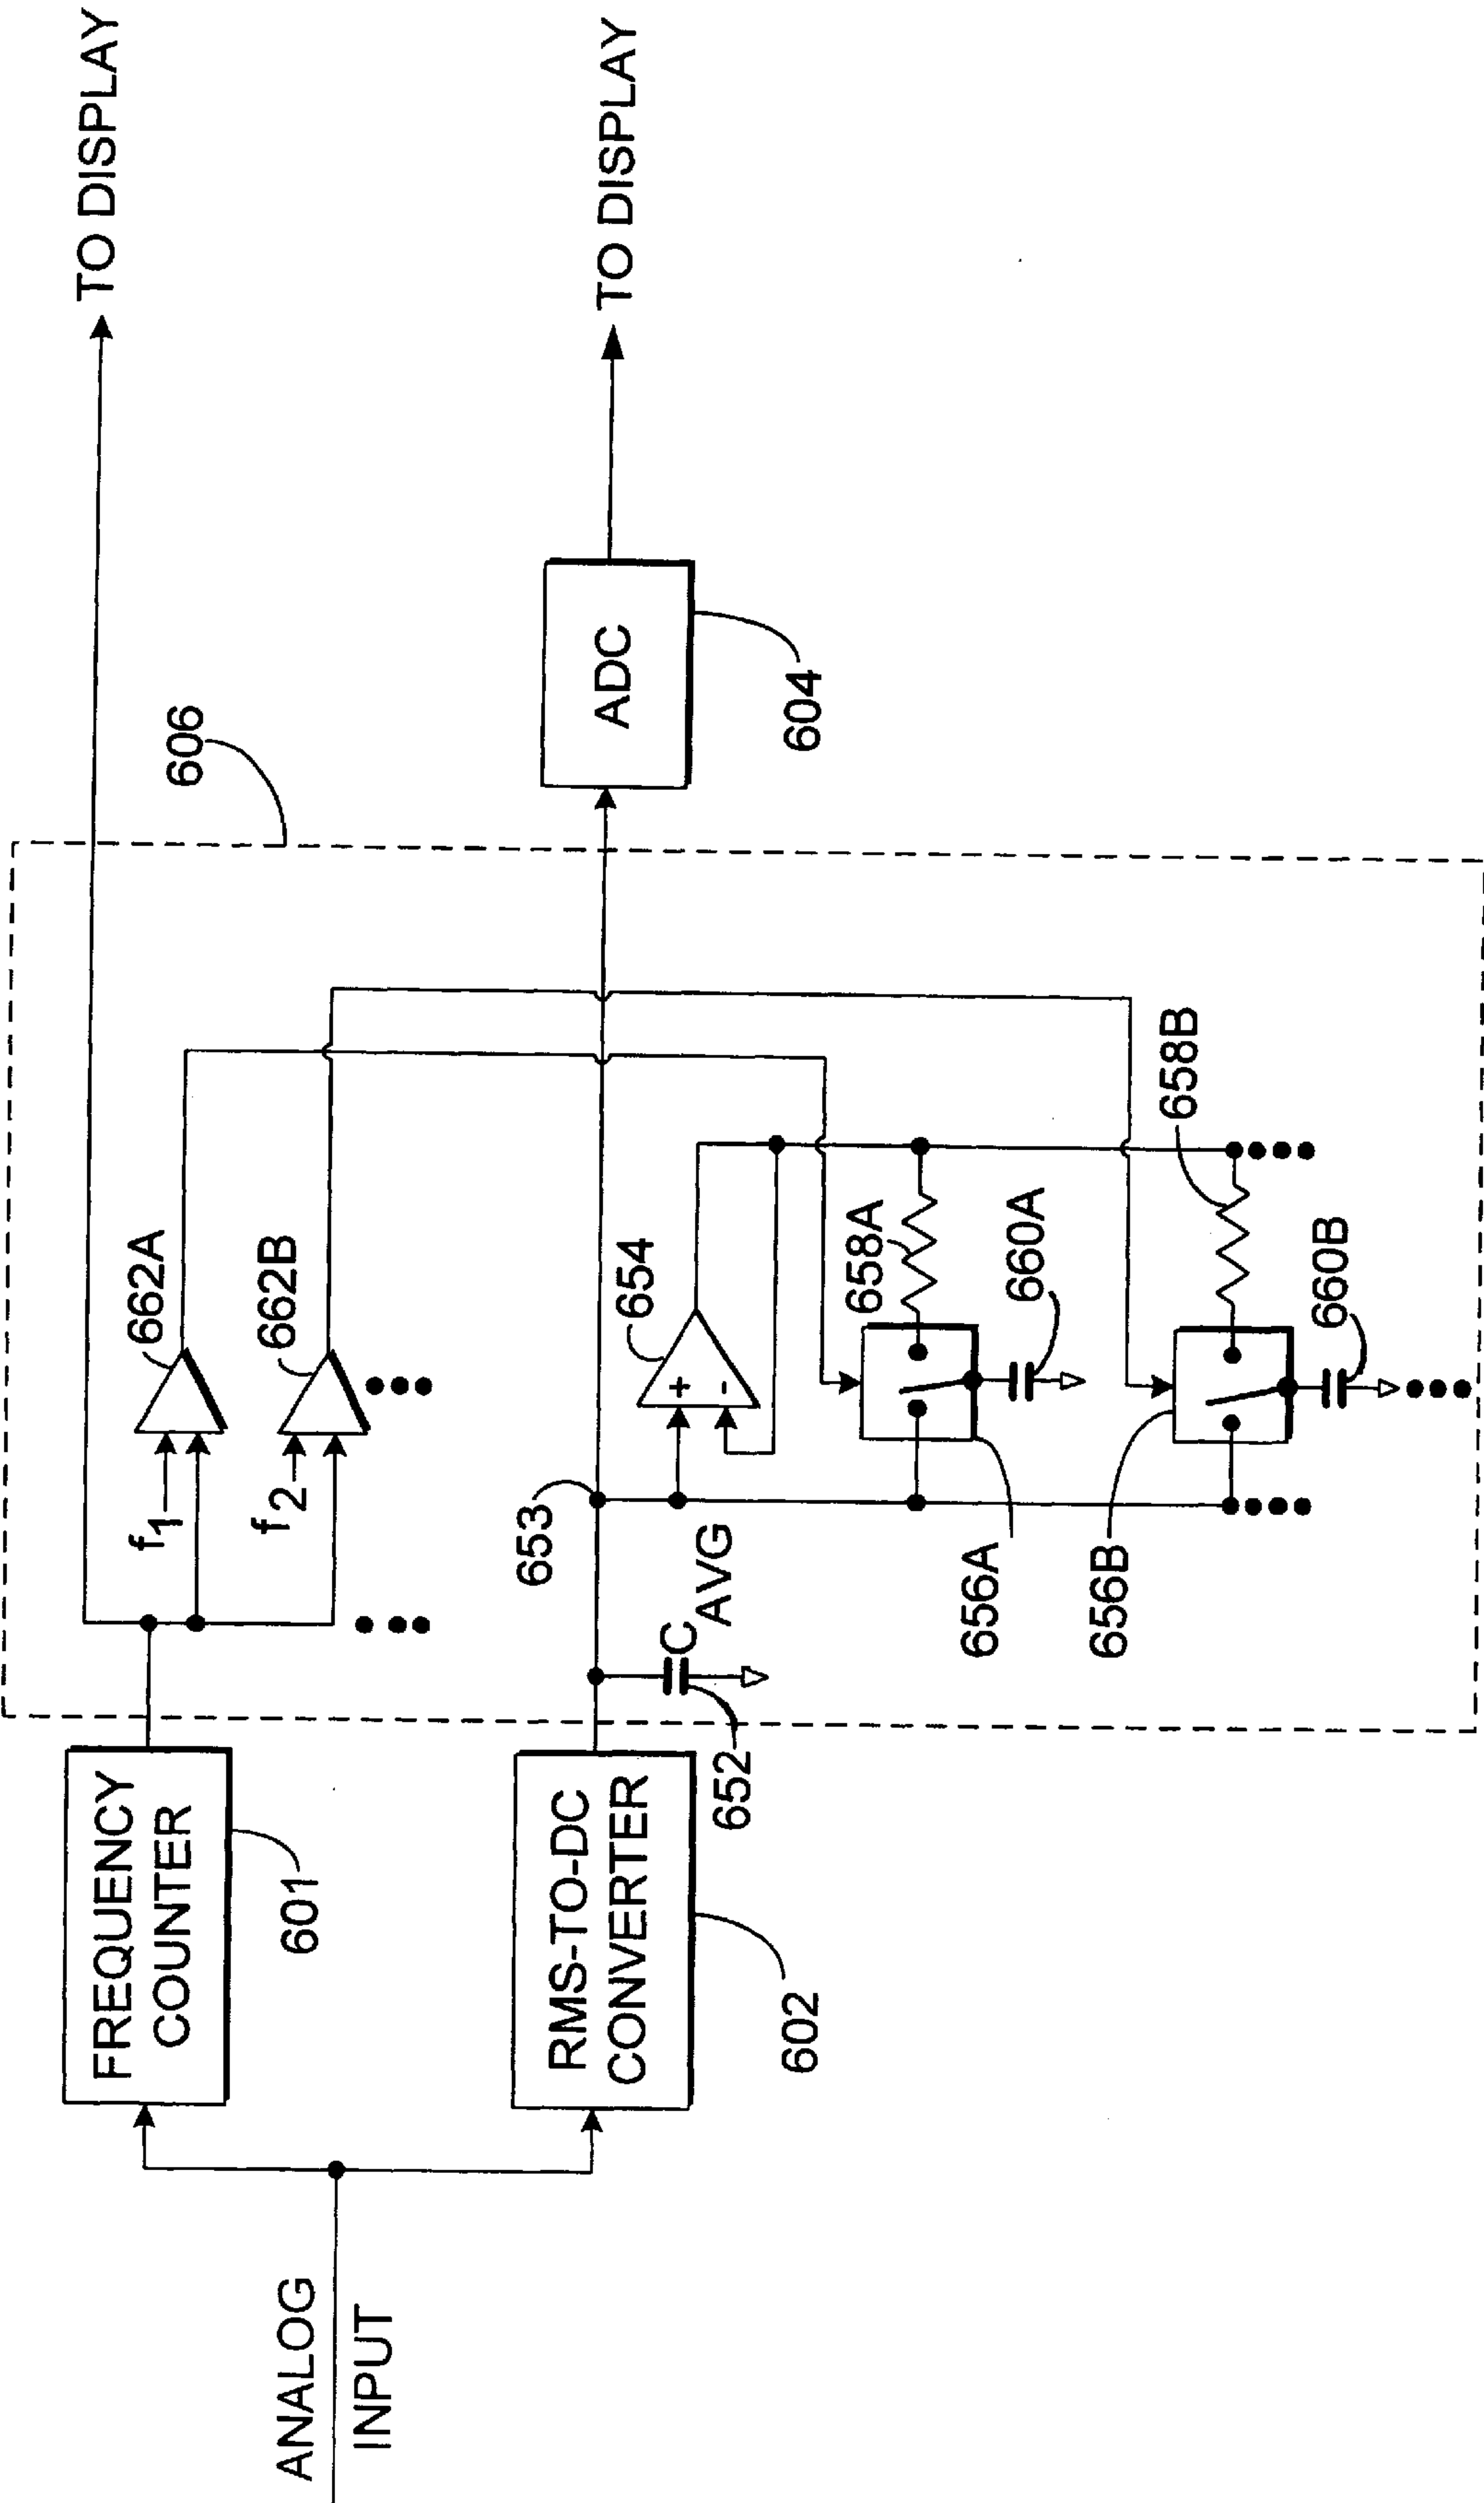 ANALOG
INPUT
FREQUENCY
COUNTER
601
RMS-TO-DC
CONVERTER
602
652
C AVG
653
f1
f2
662A
662B
654
+
-
656A
656B
658A
660A
658B
660B
606
ADC
604
TO DISPLAY
TO DISPLAY